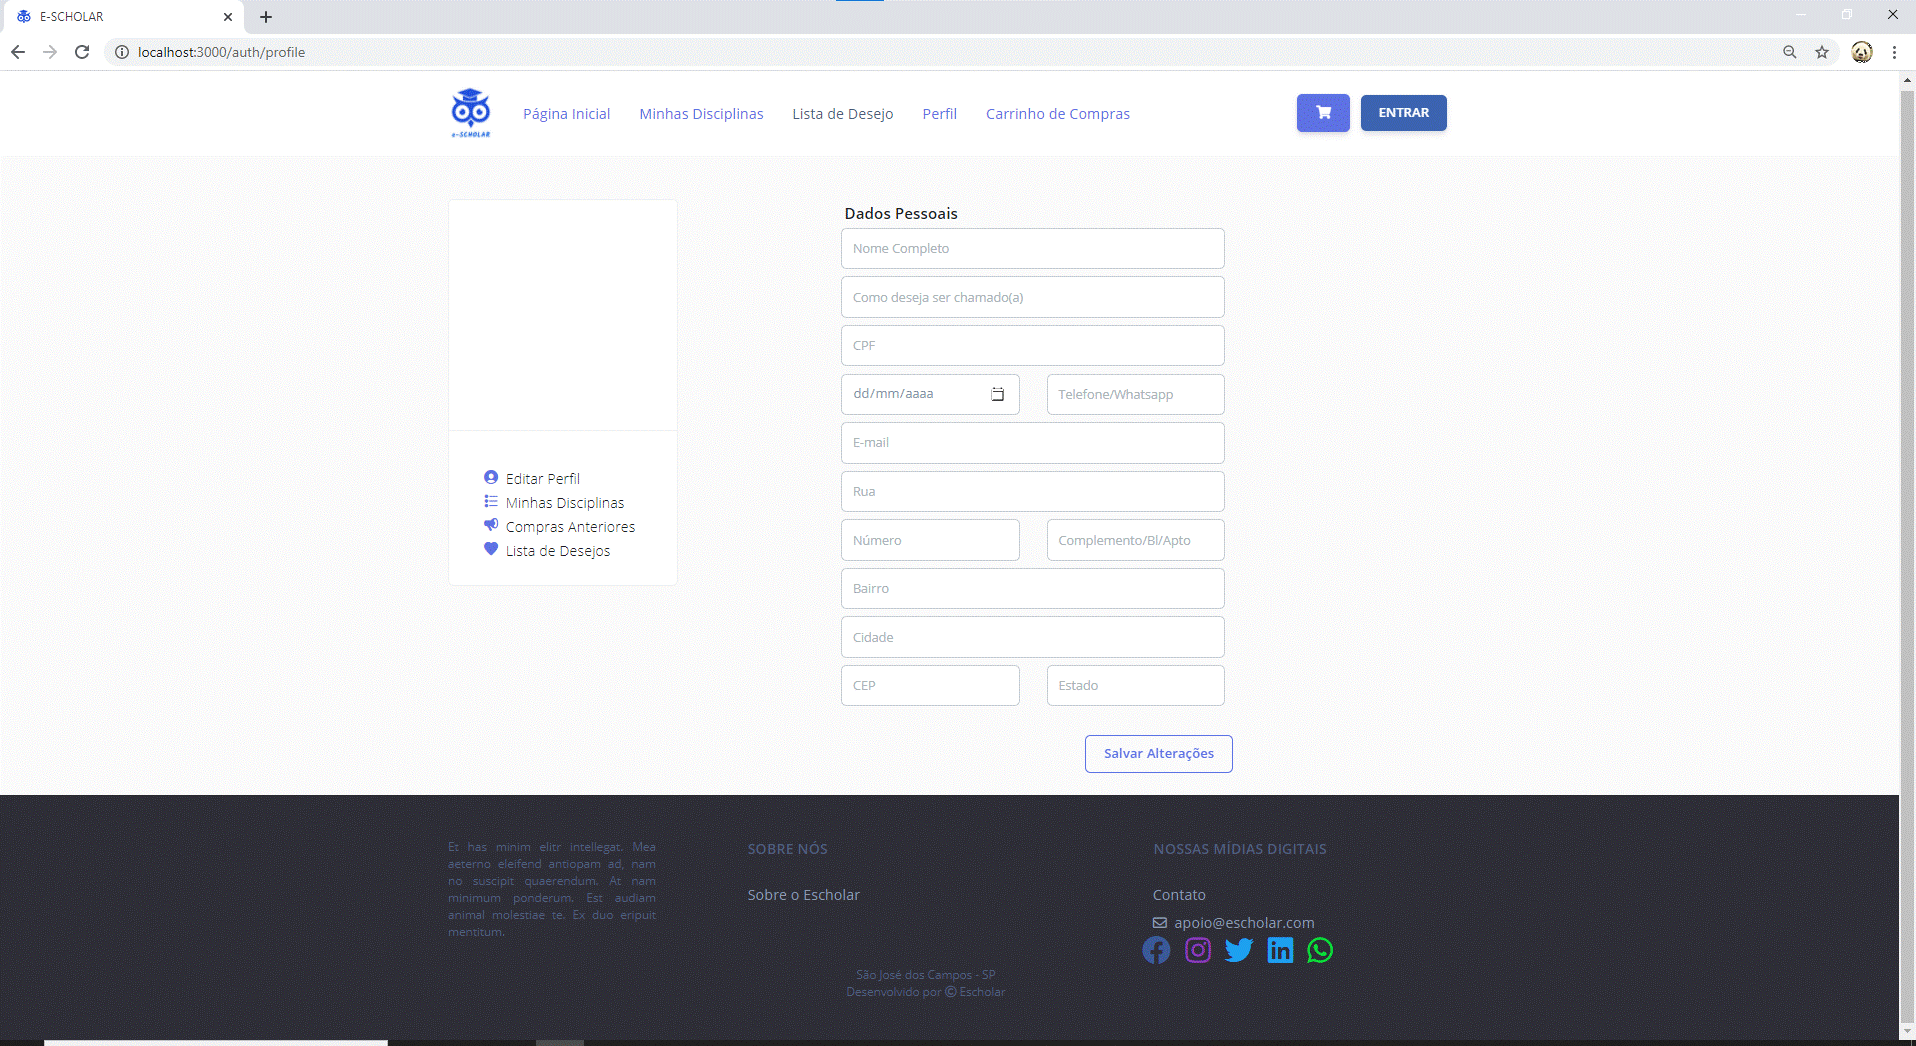 E-SCHOLAR
localhost:3000/auth/profile
e-SCHOLAR
Página Inicial
Minhas Disciplinas
Lista de Desejo
Perfil
Carrinho de Compras
ENTRAR
Dados Pessoais
Nome Completo
Como deseja ser chamado(a)
CPF
dd/mm/aaaa
Telefone/Whatsapp
E-mail
Rua
Número
Complemento/Bl/Apto
Bairro
Cidade
CEP
Estado
Salvar Alterações
Editar Perfil
Minhas Disciplinas
Compras Anteriores
Lista de Desejos
Et has minim elitr intellegat. Mea
aeterno eleifend antiopam ad, nam
no suscipit quaerendum. At nam
minimum ponderum. Est audiam
animal molestiae te. Ex duo eripuit
mentitum.
SOBRE NÓS
Sobre o Escholar
NOSSAS MÍDIAS DIGITAIS
Contato
apoio@escholar.com
São José dos Campos - SP
Desenvolvido por © Escholar